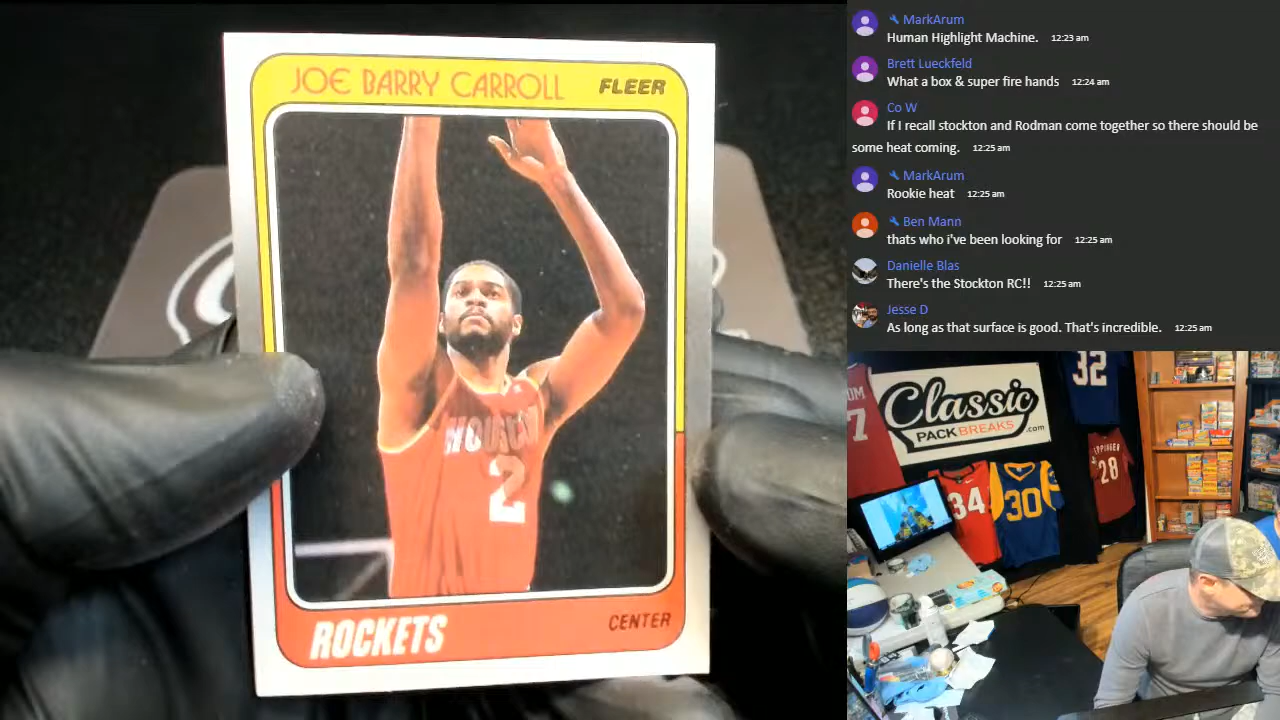 JOE BARRY CARROLL
FLEER
HOUSTON
2
ROCKETS
CENTER
MarkArum
Human Highlight Machine. 12:23 am
Brett Lueckfeld
What a box & super fire hands 12:24 am
Co W
If I recall stockton and Rodman come together so there should be
some heat coming. 12:25 am
MarkArum
Rookie heat 12:25 am
Ben Mann
thats who i've been looking for 12:25 am
Danielle Blas
There's the Stockton RC!! 12:25 am
Jesse D
As long as that surface is good. That's incredible. 12:25 am
7
Classic
PACK BREAKS .com
32
34
30
28